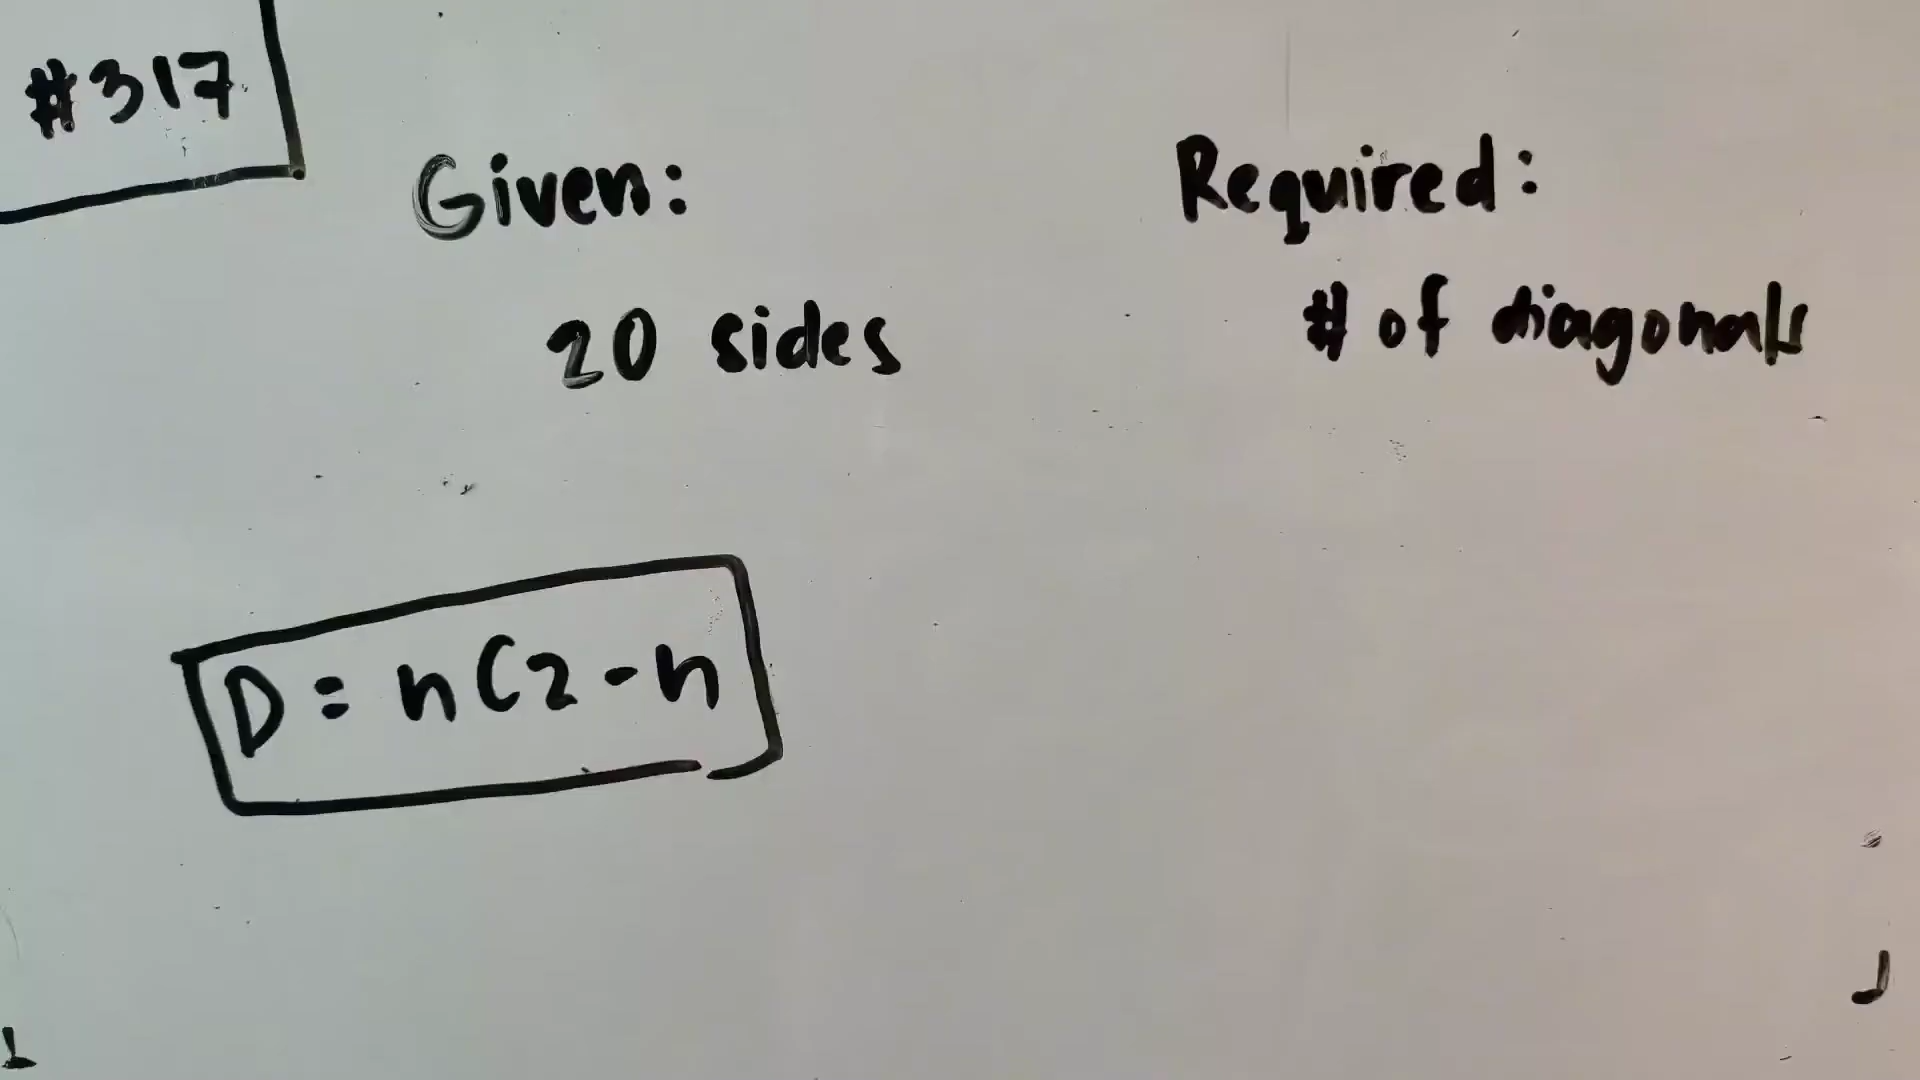 #317
Given:
Required:
20 sides
# of diagonals
D = nC2 - n